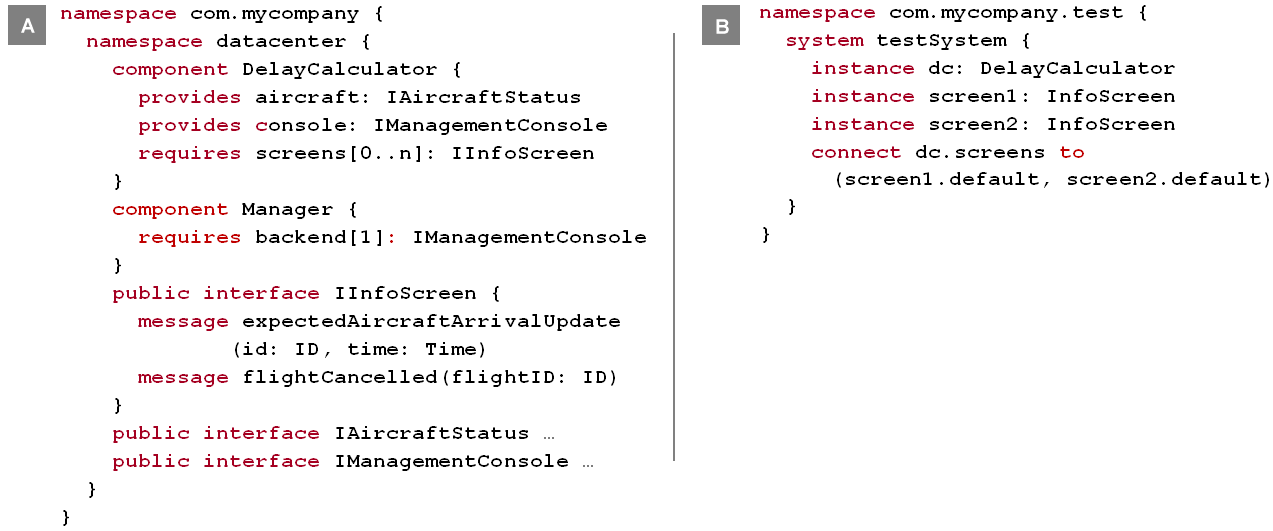 A
namespace com.mycompany {
  namespace datacenter {
    component DelayCalculator {
      provides aircraft: IAircraftStatus
      provides console: IManagementConsole
      requires screens[0..n]: IInfoScreen
    }
    component Manager {
      requires backend[1]: IManagementConsole
    }
    public interface IInfoScreen {
      message expectedAircraftArrivalUpdate
             (id: ID, time: Time)
      message flightCancelled(flightID: ID)
    }
    public interface IAircraftStatus …
    public interface IManagementConsole …
  }
}
B
namespace com.mycompany.test {
  system testSystem {
    instance dc: DelayCalculator
    instance screen1: InfoScreen
    instance screen2: InfoScreen
    connect dc.screens to
      (screen1.default, screen2.default)
  }
}